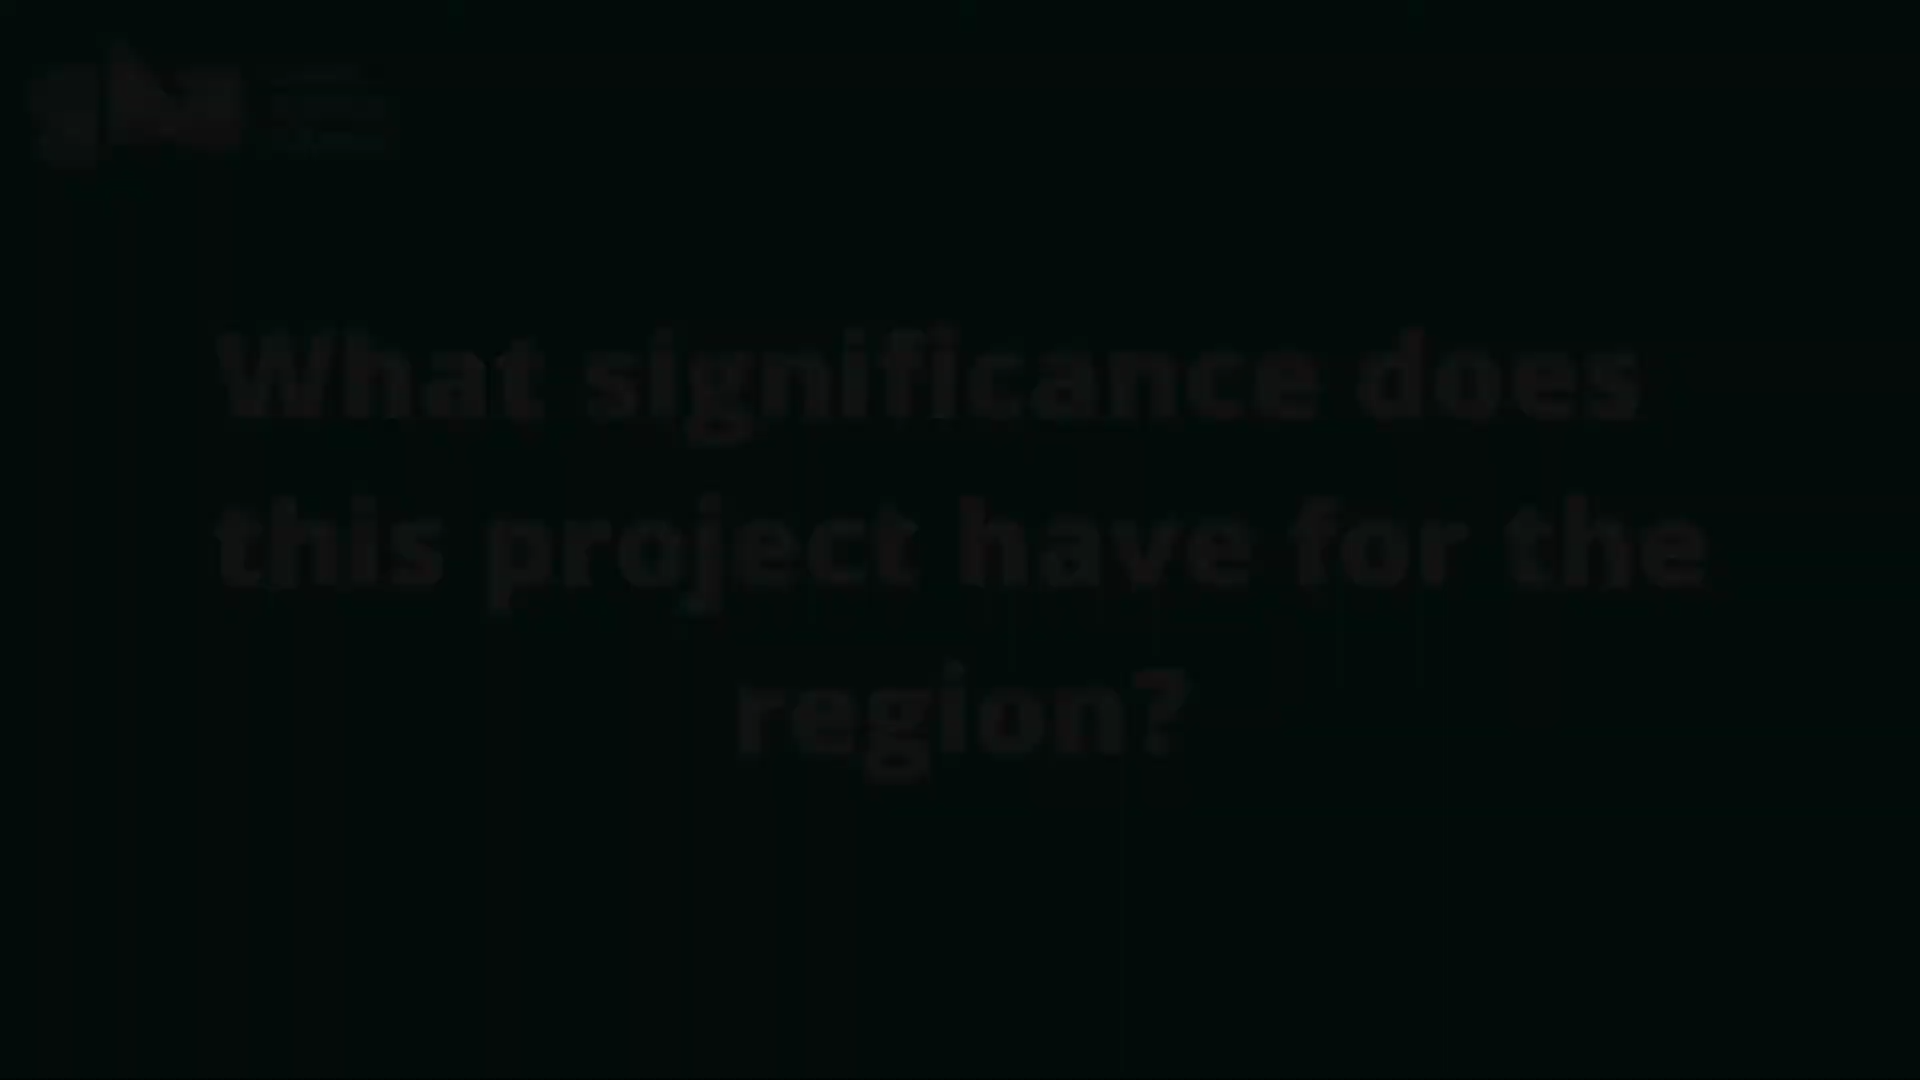 What significance does
this project have for the
region?